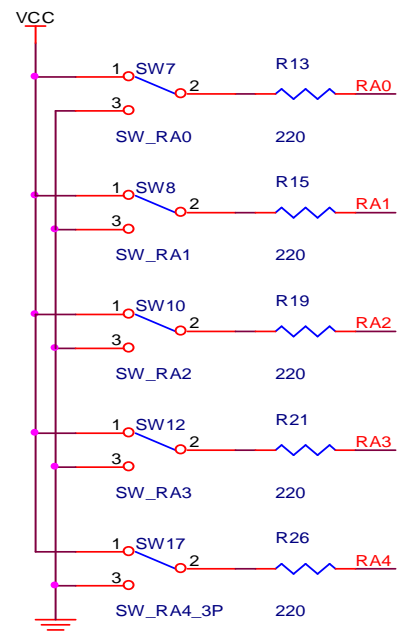 VCC
1 SW7 2 R13 RA0
3
SW_RA0 220
1 SW8 2 R15 RA1
3
SW_RA1 220
1 SW10 2 R19 RA2
3
SW_RA2 220
1 SW12 2 R21 RA3
3
SW_RA3 220
1 SW17 2 R26 RA4
3
SW_RA4_3P 220